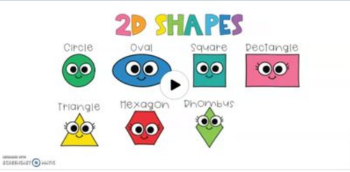 2D SHAPES
Circle Oval Square Rectangle
Triangle Hexagon Rhombus